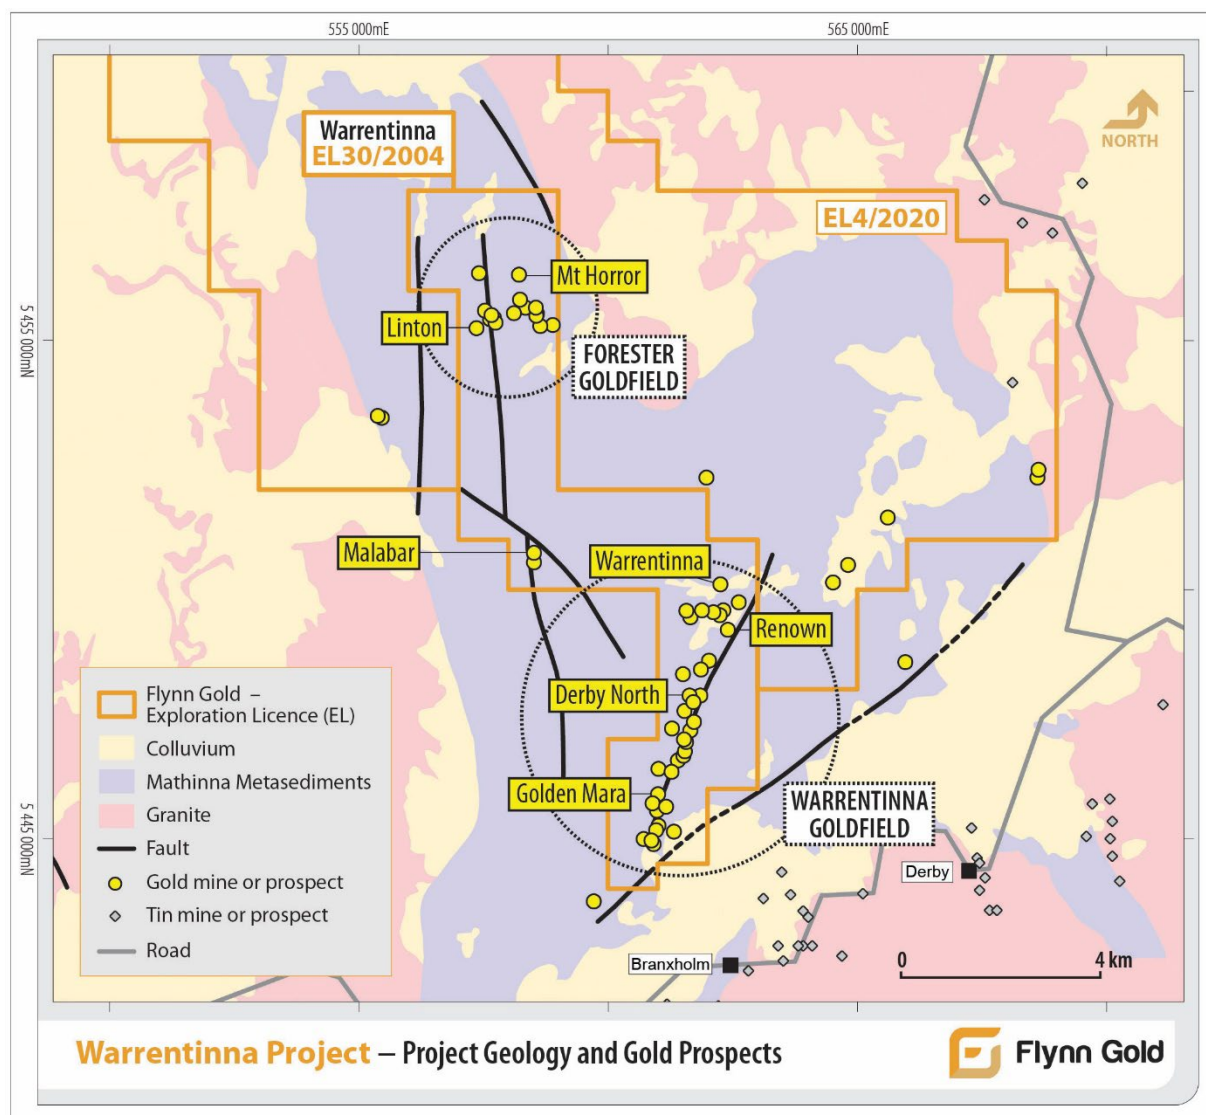 555 000mE
565 000mE
5 455 000mN
5 445 000mN
Warrentinna
EL30/2004
NORTH
EL4/2020
Mt Horror
Linton
FORESTER
GOLDFIELD
Malabar
Warrentinna
Renown
Derby North
Golden Mara
WARRENTINNA
GOLDFIELD
Derby
Branxholm
0
4 km
Flynn Gold –
Exploration Licence (EL)
Colluvium
Mathinna Metasediments
Granite
Fault
Gold mine or prospect
Tin mine or prospect
Road
Warrentinna Project – Project Geology and Gold Prospects
Flynn Gold